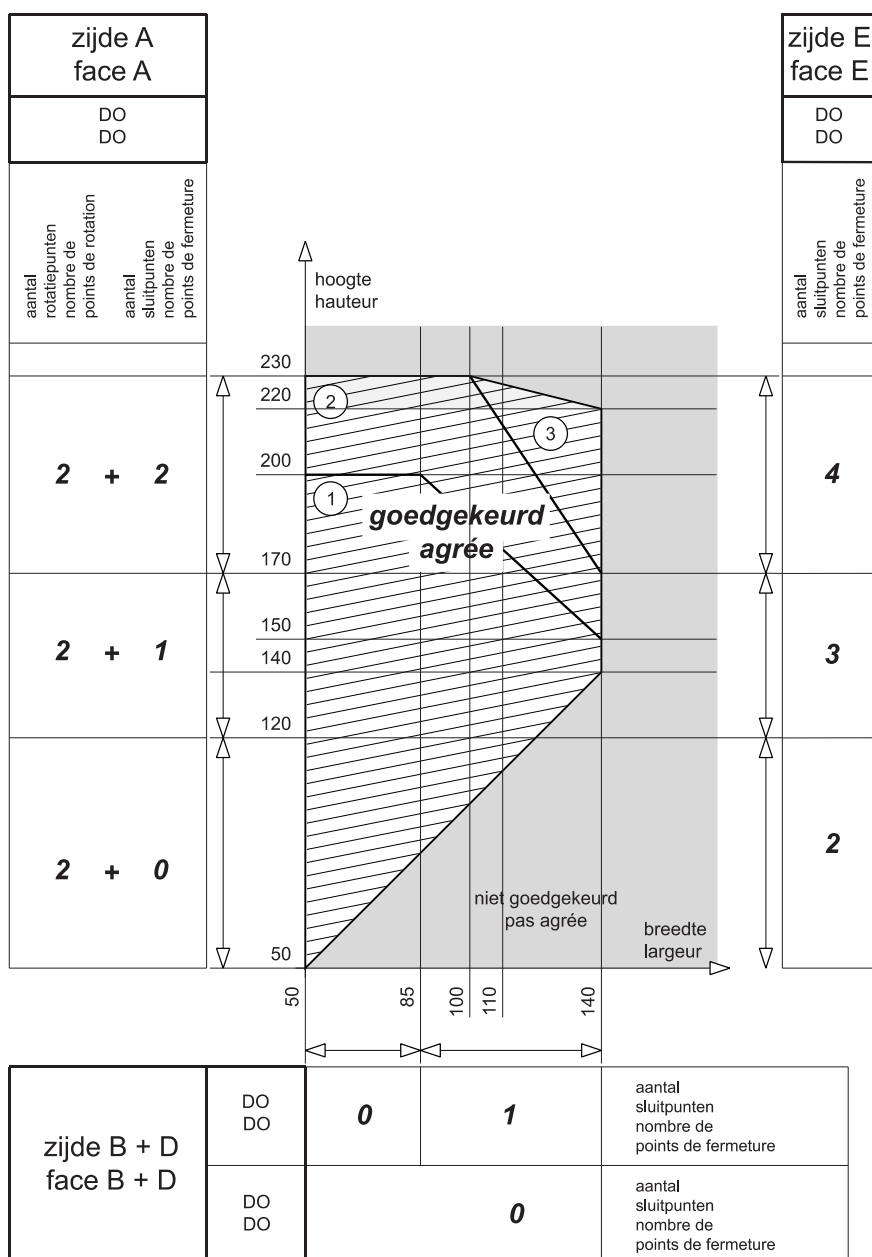 zijde A
face A
DO
DO
aantal
rotatiepunten
nombre de
points de rotation
aantal
sluitpunten
nombre de
points de fermeture
zijde E
face E
DO
DO
aantal
sluitpunten
nombre de
points de fermeture
hoogte
hauteur
230
220
200
170
150
140
120
50
2 + 2
2 + 1
2 + 0
2
3
1
goedgekeurd
agrée
niet goedgekeurd
pas agrée
breedte
largeur
4
3
2
50
85
100
110
140
zijde B + D
face B + D
DO
DO
0
1
aantal
sluitpunten
nombre de
points de fermeture
DO
DO
0
aantal
sluitpunten
nombre de
points de fermeture